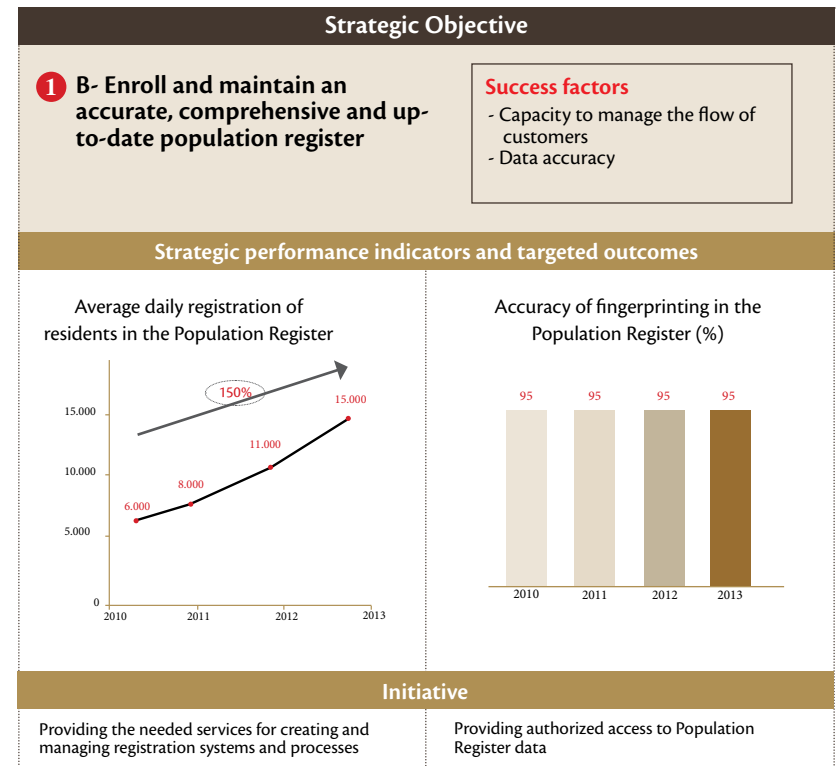 Strategic Objective
1 B- Enroll and maintain an
accurate, comprehensive and up-
to-date population register
Success factors
- Capacity to manage the flow of
customers
- Data accuracy
Strategic performance indicators and targeted outcomes
Average daily registration of
residents in the Population Register
150%
15.000
15.000
11.000
10.000
8.000
6.000
5.000
0
2010 2011 2012 2013
Accuracy of fingerprinting in the
Population Register (%)
95 95 95 95
2010 2011 2012 2013
Initiative
Providing the needed services for creating and
managing registration systems and processes
Providing authorized access to Population
Register data